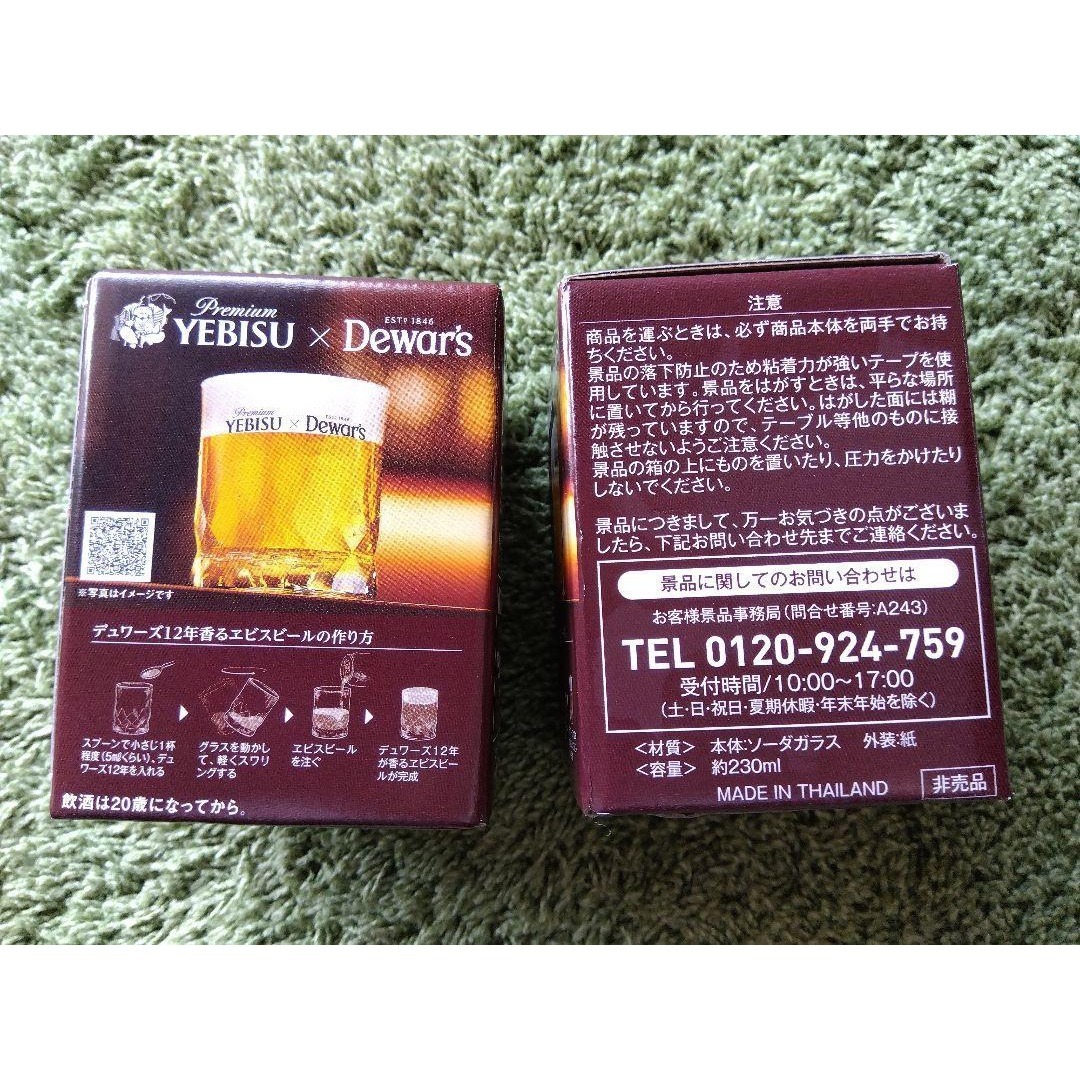 Premium
YEBISU × Dewar's
ESTD 1846
Premium
YEBISU × Dewar's
※写真はイメージです
デュワーズ12年香るヱビスビールの作り方
スプーンで小さじ1杯
程度(5mlくらい)、デュ
ワーズ12年を入れる
グラスを動かし
て、軽くスワリ
ングする
ヱビスビール
を注ぐ
デュワーズ12年
が香るヱビスビー
ルが完成
飲酒は20歳になってから。
注意
商品を運ぶときは、必ず商品本体を両手でお持
ちください。
景品の落下防止のため粘着力が強いテープを使
用しています。景品をはがすときは、平らな場所
に置いてから行ってください。はがした面には糊
が残っていますので、テーブル等他のものに接
触させないようご注意ください。
景品の箱の上にものを置いたり、圧力をかけたり
しないでください。
景品につきまして、万一お気づきの点がございま
したら、下記お問い合わせ先までご連絡ください。
景品に関してのお問い合わせは
お客様景品事務局(問合せ番号:A243)
TEL 0120-924-759
受付時間/10:00～17:00
(土・日・祝日・夏期休暇・年末年始を除く)
＜材質＞ 本体:ソーダガラス 外装:紙
＜容量＞ 約230ml
MADE IN THAILAND 非売品